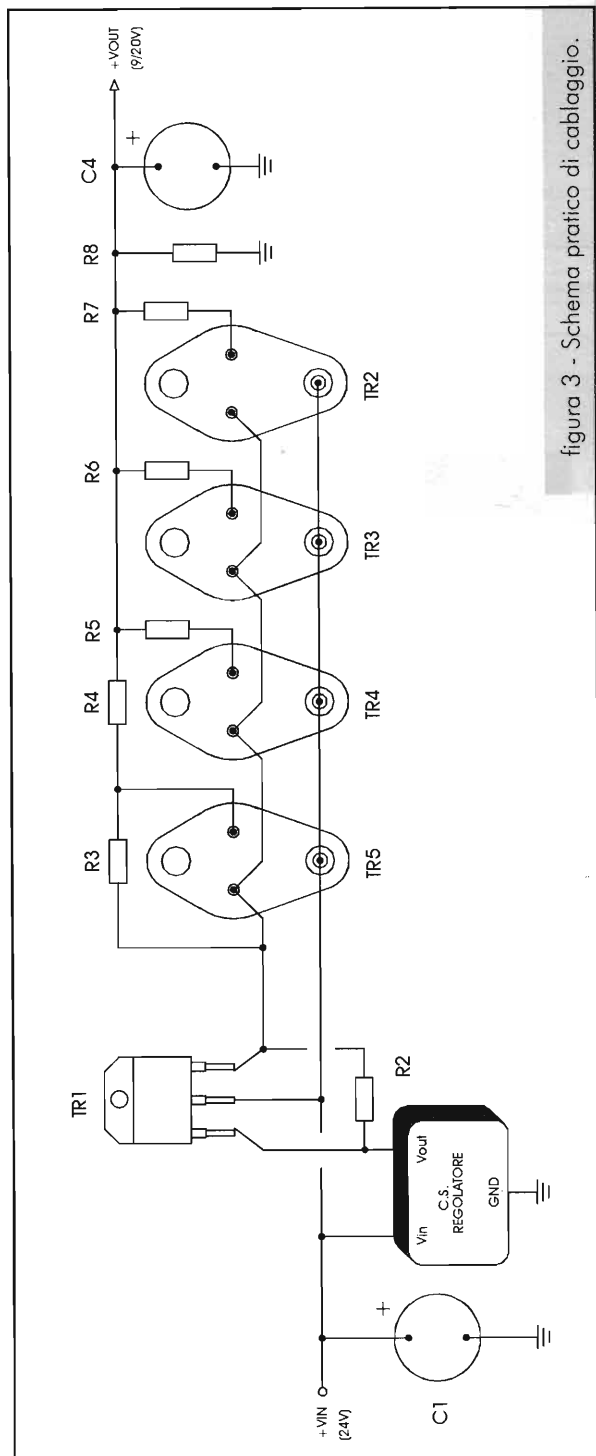 +VOUT
(9/20V)
C4
+
R8
R7
TR2
R6
TR3
R5
TR4
R4
TR5
R3
TR1
R2
Vin
Vout
C.S.
REGOLATORE
GND
+
C1
+VIN
(24V)
figura 3 - Schema pratico di cablaggio.